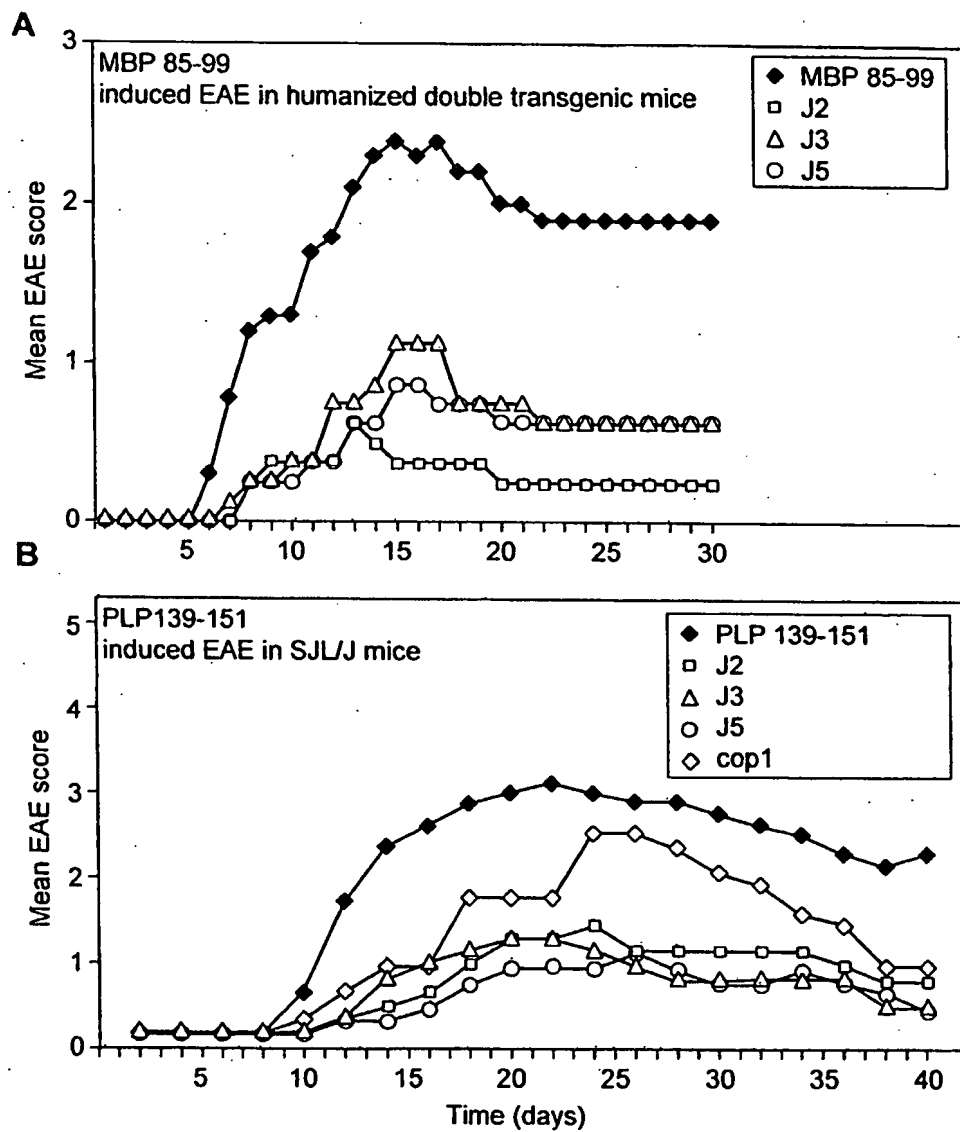 A
3
MBP 85-99
induced EAE in humanized double transgenic mice
MBP 85-99
J2
J3
J5
2
1
0
Mean EAE score
5 10 15 20 25 30
B
5
PLP139-151
induced EAE in SJL/J mice
PLP 139-151
J2
J3
J5
cop1
4
3
2
1
0
Mean EAE score
5 10 15 20 25 30 35 40
Time (days)